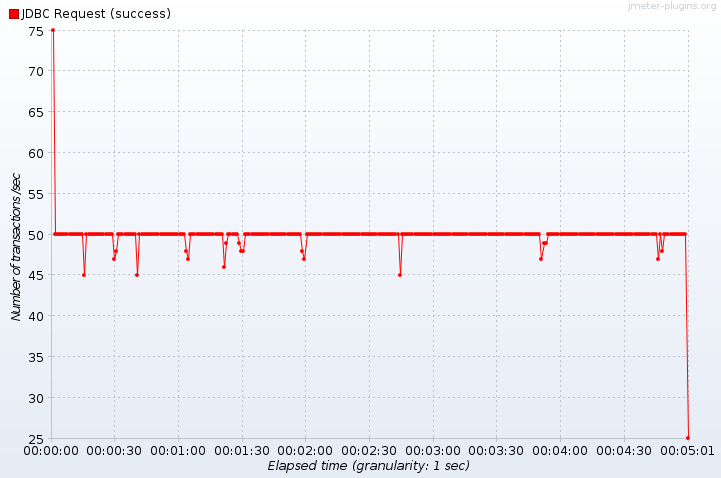 jmeter-plugins.org
JDBC Request (success)
75
70
65
60
55
50
45
40
35
30
25
Number of transactions /sec
00:00:00 00:00:30 00:01:00 00:01:30 00:02:00 00:02:30 00:03:00 00:03:30 00:04:00 00:04:30 00:05:01
Elapsed time (granularity: 1 sec)